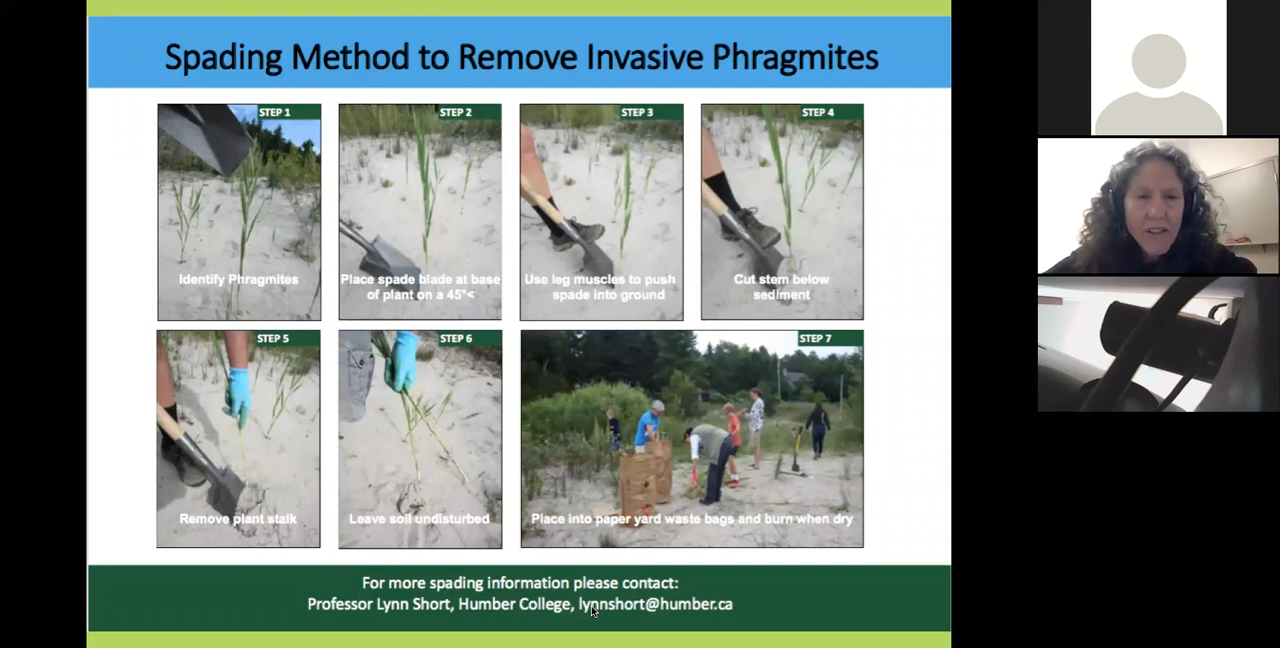 Spading Method to Remove Invasive Phragmites
STEP 1
Identify Phragmites
STEP 2
Place spade blade at base
of plant on a 45°<
STEP 3
Use leg muscles to push
spade into ground
STEP 4
Cut stem below
sediment
STEP 5
Remove plant stalk
STEP 6
Leave soil undisturbed
STEP 7
Place into paper yard waste bags and burn when dry
For more spading information please contact:
Professor Lynn Short, Humber College, lynnshort@humber.ca